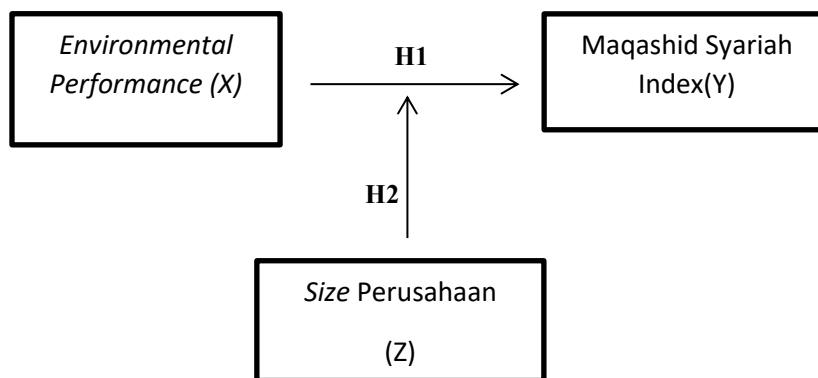 Environmental
Performance (X)
H1
Maqashid Syariah
Index(Y)
H2
Size Perusahaan
(Z)